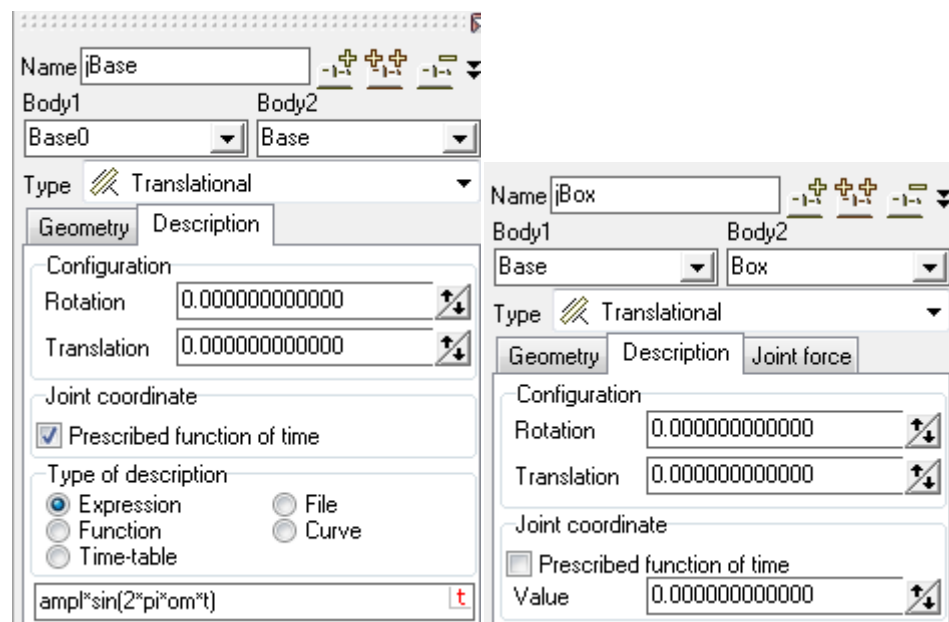 Name jBase
Body1 Body2
Base0 Base
Type Translational
Geometry Description
Configuration
Rotation 0.000000000000
Translation 0.000000000000
Joint coordinate
Prescribed function of time
Type of description
Expression File
Function Curve
Time-table
ampl*sin(2*pi*om*t) t
Name jBox
Body1 Body2
Base Box
Type Translational
Geometry Description Joint force
Configuration
Rotation 0.000000000000
Translation 0.000000000000
Joint coordinate
Prescribed function of time
Value 0.000000000000